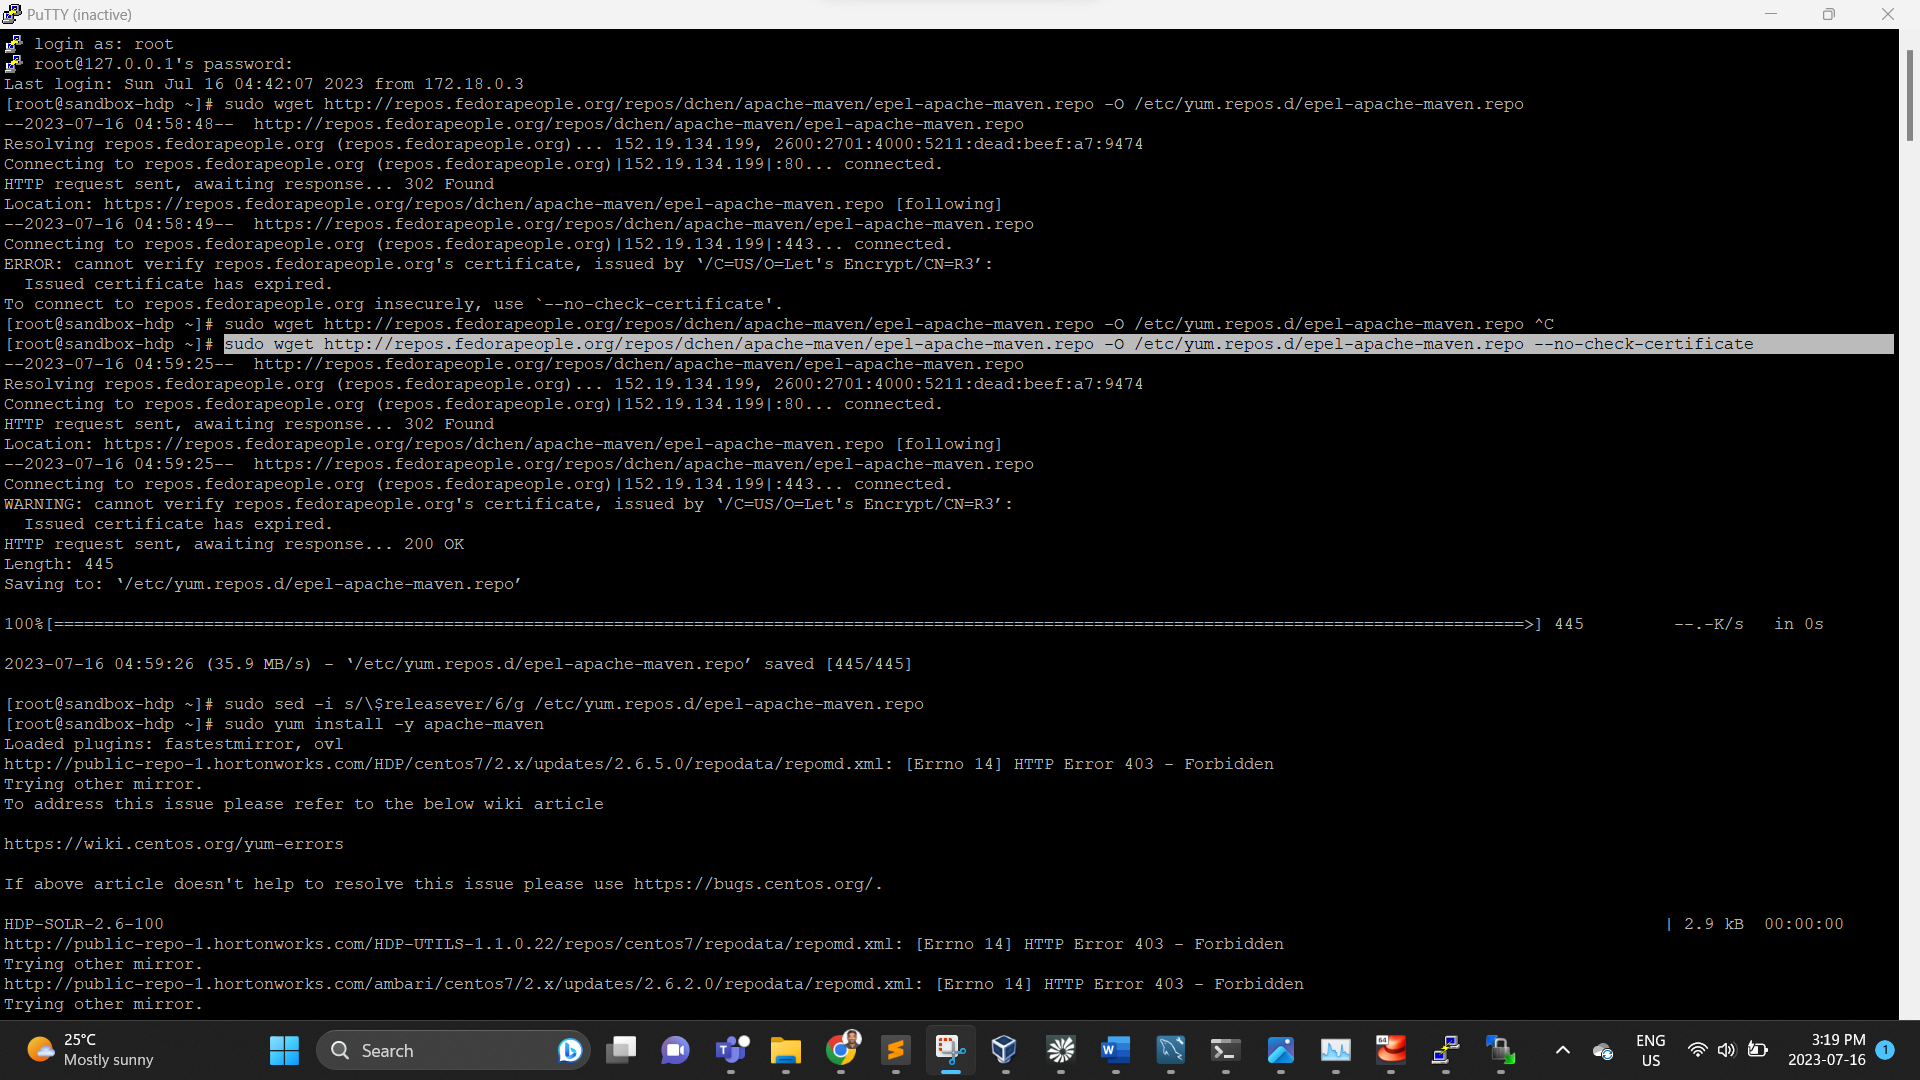 PuTTY (inactive)
login as: root
root@127.0.0.1's password:
Last login: Sun Jul 16 04:42:07 2023 from 172.18.0.3
[root@sandbox-hdp ~]# sudo wget http://repos.fedorapeople.org/repos/dchen/apache-maven/epel-apache-maven.repo -O /etc/yum.repos.d/epel-apache-maven.repo
--2023-07-16 04:58:48--  http://repos.fedorapeople.org/repos/dchen/apache-maven/epel-apache-maven.repo
Resolving repos.fedorapeople.org (repos.fedorapeople.org)... 152.19.134.199, 2600:2701:4000:5211:dead:beef:a7:9474
Connecting to repos.fedorapeople.org (repos.fedorapeople.org)|152.19.134.199|:80... connected.
HTTP request sent, awaiting response... 302 Found
Location: https://repos.fedorapeople.org/repos/dchen/apache-maven/epel-apache-maven.repo [following]
--2023-07-16 04:58:49--  https://repos.fedorapeople.org/repos/dchen/apache-maven/epel-apache-maven.repo
Connecting to repos.fedorapeople.org (repos.fedorapeople.org)|152.19.134.199|:443... connected.
ERROR: cannot verify repos.fedorapeople.org's certificate, issued by ‘/C=US/O=Let's Encrypt/CN=R3’:
  Issued certificate has expired.
To connect to repos.fedorapeople.org insecurely, use `--no-check-certificate'.
[root@sandbox-hdp ~]# sudo wget http://repos.fedorapeople.org/repos/dchen/apache-maven/epel-apache-maven.repo -O /etc/yum.repos.d/epel-apache-maven.repo ^C
[root@sandbox-hdp ~]# sudo wget http://repos.fedorapeople.org/repos/dchen/apache-maven/epel-apache-maven.repo -O /etc/yum.repos.d/epel-apache-maven.repo --no-check-certificate
--2023-07-16 04:59:25--  http://repos.fedorapeople.org/repos/dchen/apache-maven/epel-apache-maven.repo
Resolving repos.fedorapeople.org (repos.fedorapeople.org)... 152.19.134.199, 2600:2701:4000:5211:dead:beef:a7:9474
Connecting to repos.fedorapeople.org (repos.fedorapeople.org)|152.19.134.199|:80... connected.
HTTP request sent, awaiting response... 302 Found
Location: https://repos.fedorapeople.org/repos/dchen/apache-maven/epel-apache-maven.repo [following]
--2023-07-16 04:59:25--  https://repos.fedorapeople.org/repos/dchen/apache-maven/epel-apache-maven.repo
Connecting to repos.fedorapeople.org (repos.fedorapeople.org)|152.19.134.199|:443... connected.
WARNING: cannot verify repos.fedorapeople.org's certificate, issued by ‘/C=US/O=Let's Encrypt/CN=R3’:
  Issued certificate has expired.
HTTP request sent, awaiting response... 200 OK
Length: 445
Saving to: ‘/etc/yum.repos.d/epel-apache-maven.repo’
100%[===================================================================================================================================================>] 445         --.-K/s   in 0s
2023-07-16 04:59:26 (35.9 MB/s) - ‘/etc/yum.repos.d/epel-apache-maven.repo’ saved [445/445]
[root@sandbox-hdp ~]# sudo sed -i s/\$releasever/6/g /etc/yum.repos.d/epel-apache-maven.repo
[root@sandbox-hdp ~]# sudo yum install -y apache-maven
Loaded plugins: fastestmirror, ovl
http://public-repo-1.hortonworks.com/HDP/centos7/2.x/updates/2.6.5.0/repodata/repomd.xml: [Errno 14] HTTP Error 403 - Forbidden
Trying other mirror.
To address this issue please refer to the below wiki article
https://wiki.centos.org/yum-errors
If above article doesn't help to resolve this issue please use https://bugs.centos.org/.
HDP-SOLR-2.6-100 | 2.9 kB  00:00:00
http://public-repo-1.hortonworks.com/HDP-UTILS-1.1.0.22/repos/centos7/repodata/repomd.xml: [Errno 14] HTTP Error 403 - Forbidden
Trying other mirror.
http://public-repo-1.hortonworks.com/ambari/centos7/2.x/updates/2.6.2.0/repodata/repomd.xml: [Errno 14] HTTP Error 403 - Forbidden
Trying other mirror.
25°C
Mostly sunny
Search
ENG
US
3:19 PM
2023-07-16
1